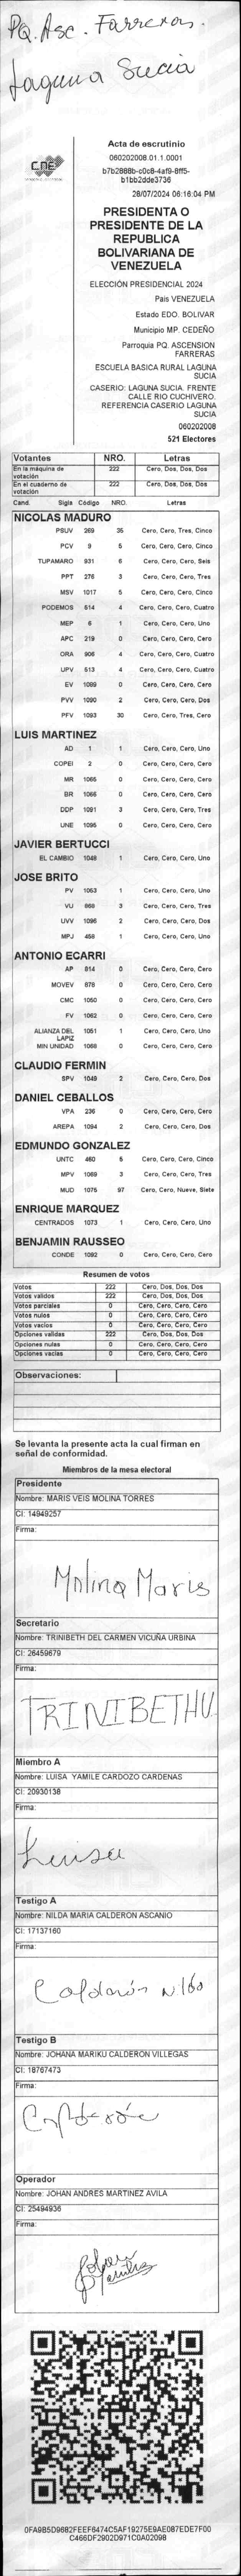 PQ. Asc. Farreras.
Laguna Sucia
CNE
Acta de escrutinio
060202008.01.1.0001
b7b2888b-c0c8-4af9-8ff5-
b1bb2dde3736
28/07/2024 06:16:04 PM
PRESIDENTA O
PRESIDENTE DE LA
REPUBLICA
BOLIVARIANA DE
VENEZUELA
ELECCIÓN PRESIDENCIAL 2024
Pais VENEZUELA
Estado EDO. BOLIVAR
Municipio MP. CEDEÑO
Parroquia PQ. ASCENSION
FARRERAS
ESCUELA BASICA RURAL LAGUNA
SUCIA
CASERIO: LAGUNA SUCIA. FRENTE
CALLE RIO CUCHIVERO.
REFERENCIA CASERIO LAGUNA
SUCIA
060202008
521 Electores
Votantes NRO. Letras
En la máquina de votación 222 Cero, Dos, Dos, Dos
En el cuaderno de votación 222 Cero, Dos, Dos, Dos
Cand. Sigla Código NRO. Letras
NICOLAS MADURO
PSUV 269 35 Cero, Cero, Tres, Cinco
PCV 9 5 Cero, Cero, Cero, Cinco
TUPAMARO 931 6 Cero, Cero, Cero, Seis
PPT 276 3 Cero, Cero, Cero, Tres
MSV 1017 5 Cero, Cero, Cero, Cinco
PODEMOS 514 4 Cero, Cero, Cero, Cuatro
MEP 6 1 Cero, Cero, Cero, Uno
APC 219 0 Cero, Cero, Cero, Cero
ORA 906 4 Cero, Cero, Cero, Cuatro
UPV 513 4 Cero, Cero, Cero, Cuatro
EV 1089 0 Cero, Cero, Cero, Cero
PVV 1090 2 Cero, Cero, Cero, Dos
PFV 1093 30 Cero, Cero, Tres, Cero
LUIS MARTINEZ
AD 1 1 Cero, Cero, Cero, Uno
COPEI 2 0 Cero, Cero, Cero, Cero
MR 1065 0 Cero, Cero, Cero, Cero
BR 1066 0 Cero, Cero, Cero, Cero
DDP 1091 3 Cero, Cero, Cero, Tres
UNE 1095 0 Cero, Cero, Cero, Cero
JAVIER BERTUCCI
EL CAMBIO 1048 1 Cero, Cero, Cero, Uno
JOSE BRITO
PV 1053 1 Cero, Cero, Cero, Uno
VU 868 3 Cero, Cero, Cero, Tres
UVV 1096 2 Cero, Cero, Cero, Dos
MPJ 458 1 Cero, Cero, Cero, Uno
ANTONIO ECARRI
AP 814 0 Cero, Cero, Cero, Cero
MOVEV 878 0 Cero, Cero, Cero, Cero
CMC 1050 0 Cero, Cero, Cero, Cero
FV 1062 0 Cero, Cero, Cero, Cero
ALIANZA DEL LAPIZ 1051 1 Cero, Cero, Cero, Uno
MIN UNIDAD 1068 0 Cero, Cero, Cero, Cero
CLAUDIO FERMIN
SPV 1049 2 Cero, Cero, Cero, Dos
DANIEL CEBALLOS
VPA 236 0 Cero, Cero, Cero, Cero
AREPA 1094 2 Cero, Cero, Cero, Dos
EDMUNDO GONZALEZ
UNTC 460 5 Cero, Cero, Cero, Cinco
MPV 1069 3 Cero, Cero, Cero, Tres
MUD 1075 97 Cero, Cero, Nueve, Siete
ENRIQUE MARQUEZ
CENTRADOS 1073 1 Cero, Cero, Cero, Uno
BENJAMIN RAUSSEO
CONDE 1082 0 Cero, Cero, Cero, Cero
Resumen de votos
Votos 222 Cero, Dos, Dos, Dos
Votos validos 222 Cero, Dos, Dos, Dos
Votos parciales 0 Cero, Cero, Cero, Cero
Votos nulos 0 Cero, Cero, Cero, Cero
Votos vacios 0 Cero, Cero, Cero, Cero
Opciones validas 222 Cero, Dos, Dos, Dos
Opciones nulas 0 Cero, Cero, Cero, Cero
Opciones vacias 0 Cero, Cero, Cero, Cero
Observaciones:
Se levanta la presente acta la cual firman en
señal de conformidad.
Miembros de la mesa electoral
Presidente
Nombre: MARIS VEIS MOLINA TORRES
CI: 14949257
Firma:
Molina Maris
Secretario
Nombre: TRINIBETH DEL CARMEN VICUÑA URBINA
CI: 26459679
Firma:
TRINIBETHU
Miembro A
Nombre: LUISA YAMILE CARDOZO CARDENAS
CI: 20930138
Firma:
Luisa
Testigo A
Nombre: NILDA MARIA CALDERON ASCANIO
CI: 17137160
Firma:
Calderón
Testigo B
Nombre: JOHANA MARIKU CALDERON VILLEGAS
CI: 18767473
Firma:
Operador
Nombre: JOHAN ANDRES MARTINEZ AVILA
CI: 25494936
Firma:
0FA9B5D9682FEEF6474C5AF19275E9AE087EDE7F00
C466DF2902D971C0A02098